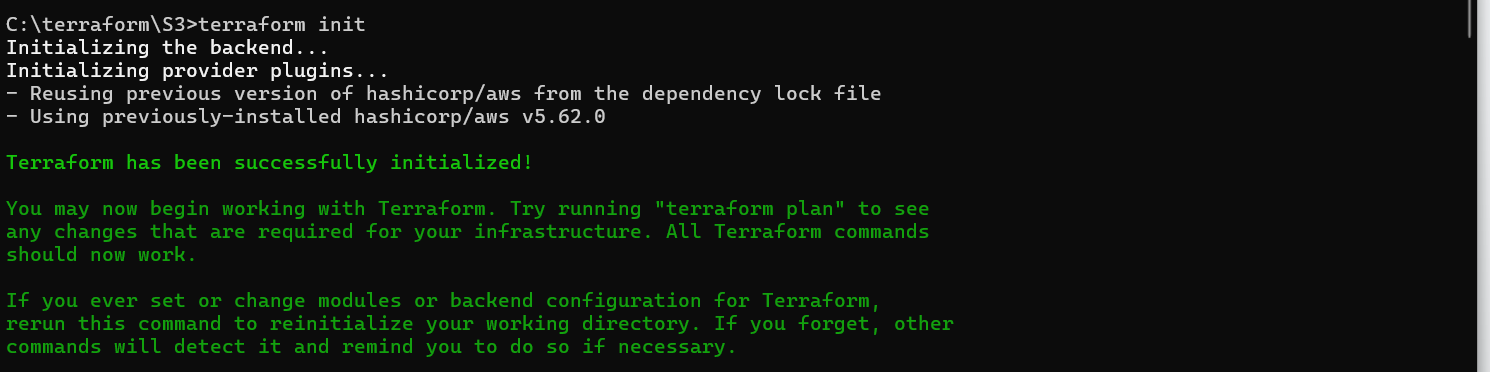 C:\terraform\S3>terraform init
Initializing the backend...
Initializing provider plugins...
- Reusing previous version of hashicorp/aws from the dependency lock file
- Using previously-installed hashicorp/aws v5.62.0
Terraform has been successfully initialized!
You may now begin working with Terraform. Try running "terraform plan" to see
any changes that are required for your infrastructure. All Terraform commands
should now work.
If you ever set or change modules or backend configuration for Terraform,
rerun this command to reinitialize your working directory. If you forget, other
commands will detect it and remind you to do so if necessary.